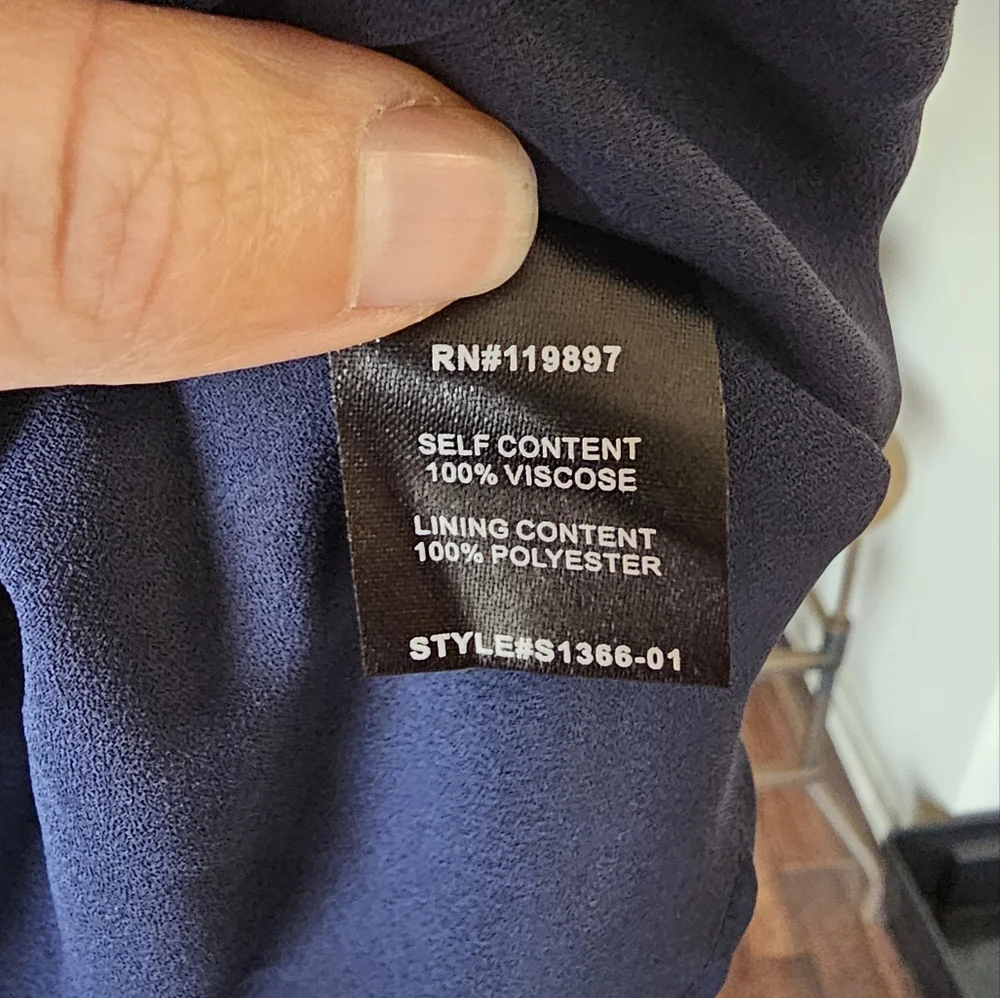 RN#119897
SELF CONTENT
100% VISCOSE
LINING CONTENT
100% POLYESTER
STYLE#S1366-01